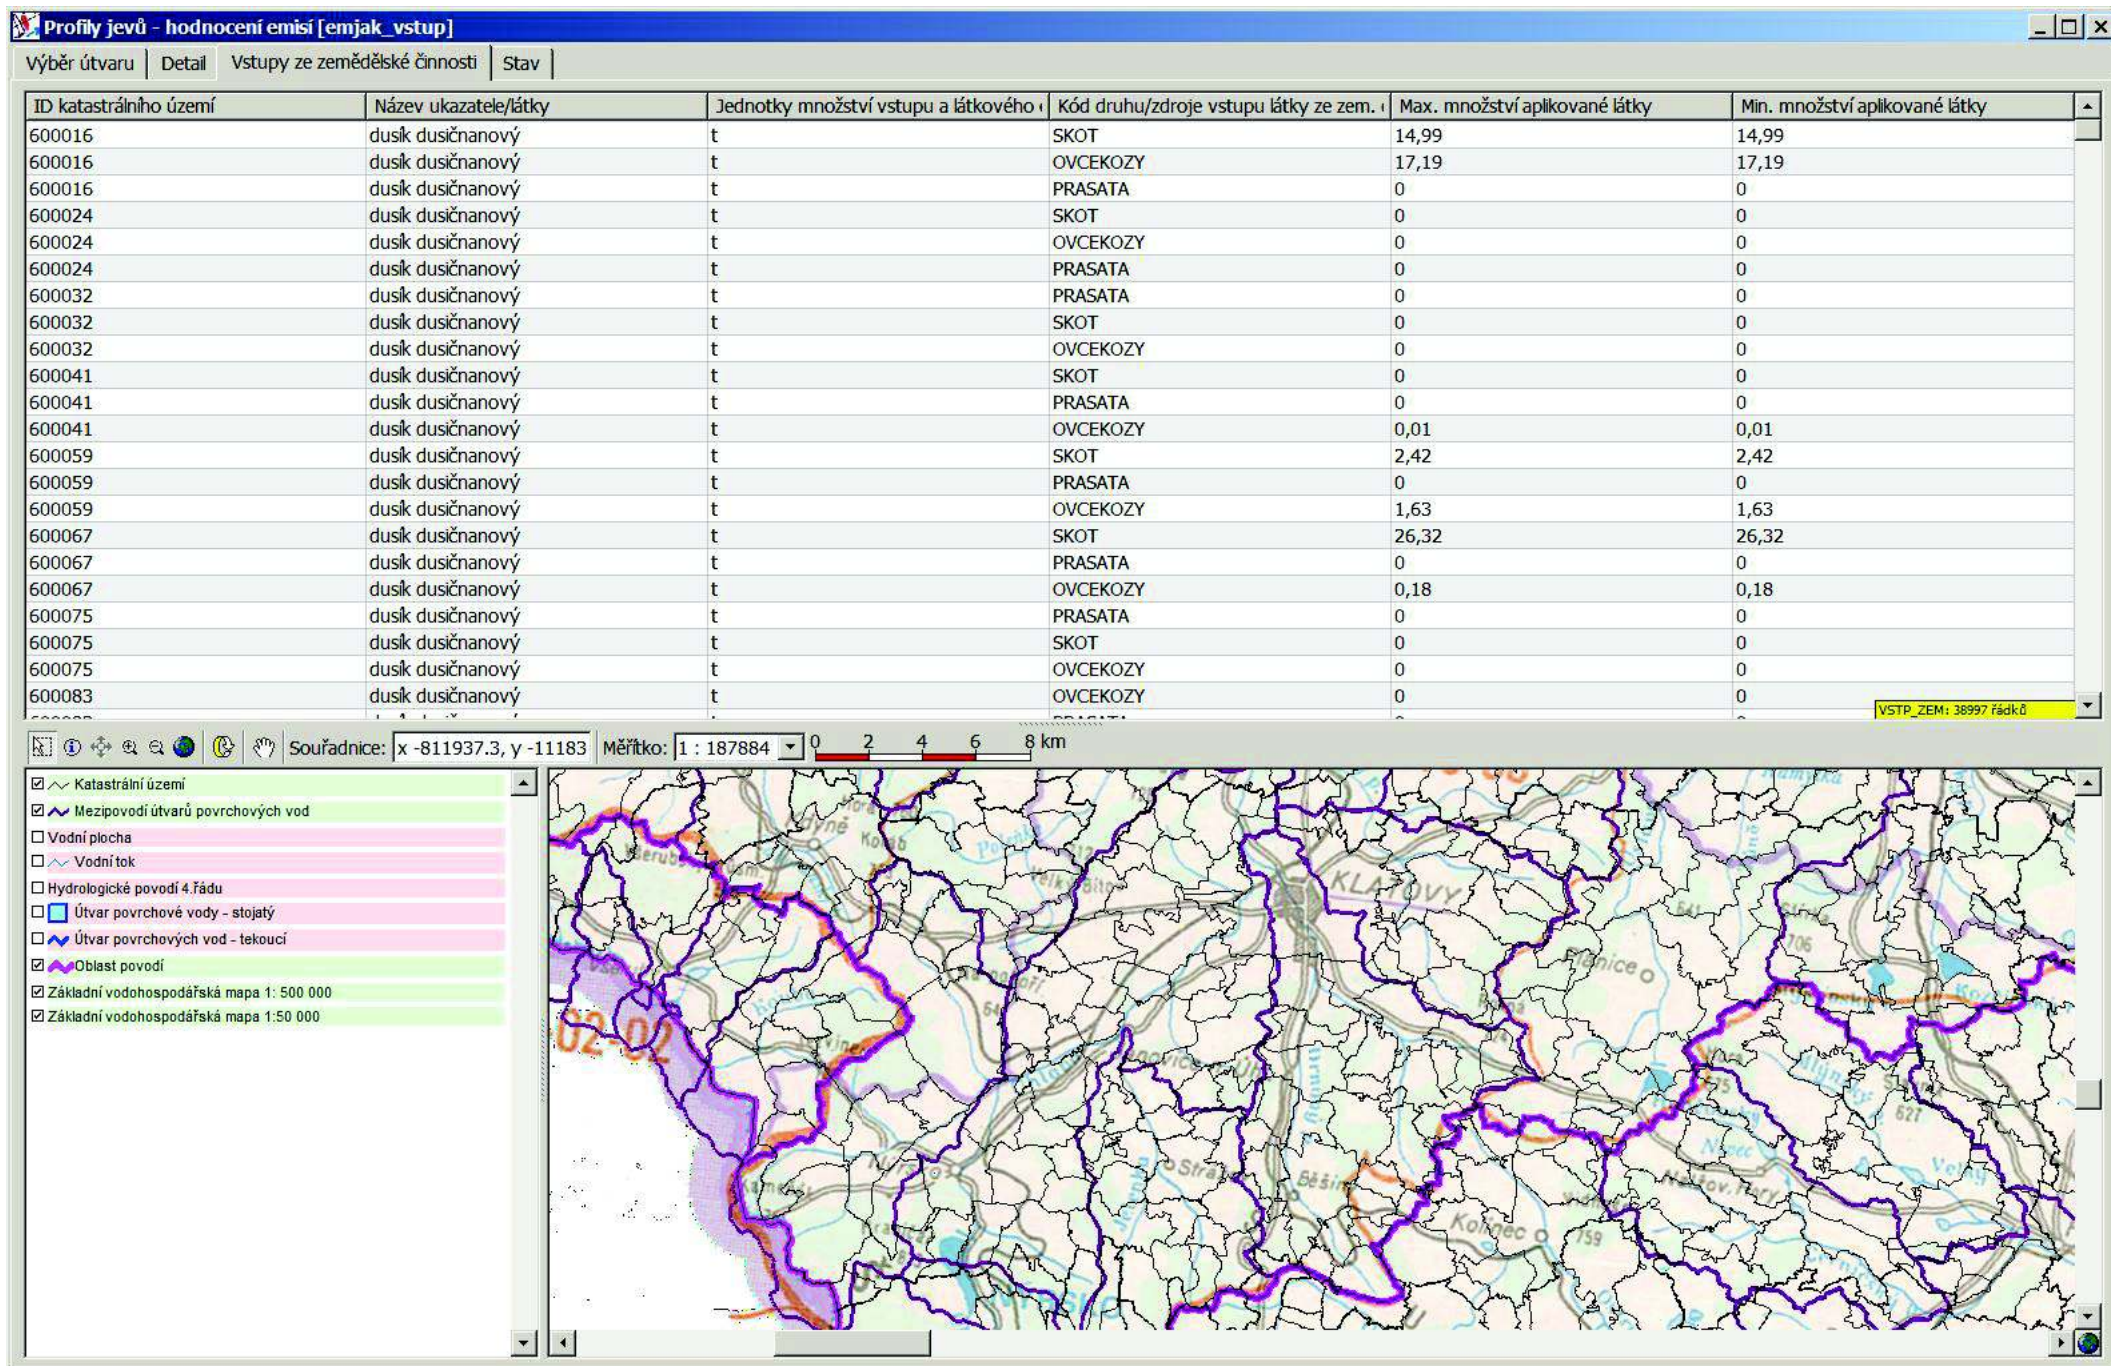 Profily jevů - hodnocení emisí [emjak_vstup]
Výběr útvaru Detail Vstupy ze zemědělské činnosti Stav
ID katastrálního území Název ukazatele/látky Jednotky množství vstupu a látkového Kód druhu/zdroje vstupu látky ze zem. Max. množství aplikované látky Min. množství aplikované látky
600016 dusík dusičnanový t SKOT 14,99 14,99
600016 dusík dusičnanový t OVCEKOZY 17,19 17,19
600016 dusík dusičnanový t PRASATA 0 0
600024 dusík dusičnanový t SKOT 0 0
600024 dusík dusičnanový t OVCEKOZY 0 0
600024 dusík dusičnanový t PRASATA 0 0
600032 dusík dusičnanový t PRASATA 0 0
600032 dusík dusičnanový t SKOT 0 0
600032 dusík dusičnanový t OVCEKOZY 0 0
600041 dusík dusičnanový t SKOT 0 0
600041 dusík dusičnanový t PRASATA 0 0
600041 dusík dusičnanový t OVCEKOZY 0,01 0,01
600059 dusík dusičnanový t SKOT 2,42 2,42
600059 dusík dusičnanový t PRASATA 0 0
600059 dusík dusičnanový t OVCEKOZY 1,63 1,63
600067 dusík dusičnanový t SKOT 26,32 26,32
600067 dusík dusičnanový t PRASATA 0 0
600067 dusík dusičnanový t OVCEKOZY 0,18 0,18
600075 dusík dusičnanový t PRASATA 0 0
600075 dusík dusičnanový t SKOT 0 0
600075 dusík dusičnanový t OVCEKOZY 0 0
600083 dusík dusičnanový t OVCEKOZY 0 0
VSTP_ZEM: 38997 řádků
Souřadnice: x -811937.3, y -11183 Měřítko: 1 : 187884 0 2 4 6 8 km
Katastrální území
Mezipovodí útvarů povrchových vod
Vodní plocha
Vodní tok
Hydrologické povodí 4.řádu
Útvar povrchové vody - stojatý
Útvar povrchových vod - tekoucí
Oblast povodí
Základní vodohospodářská mapa 1: 500 000
Základní vodohospodářská mapa 1:50 000
KLATOVY
Plánice
706
02-02
627
Kolinec
759